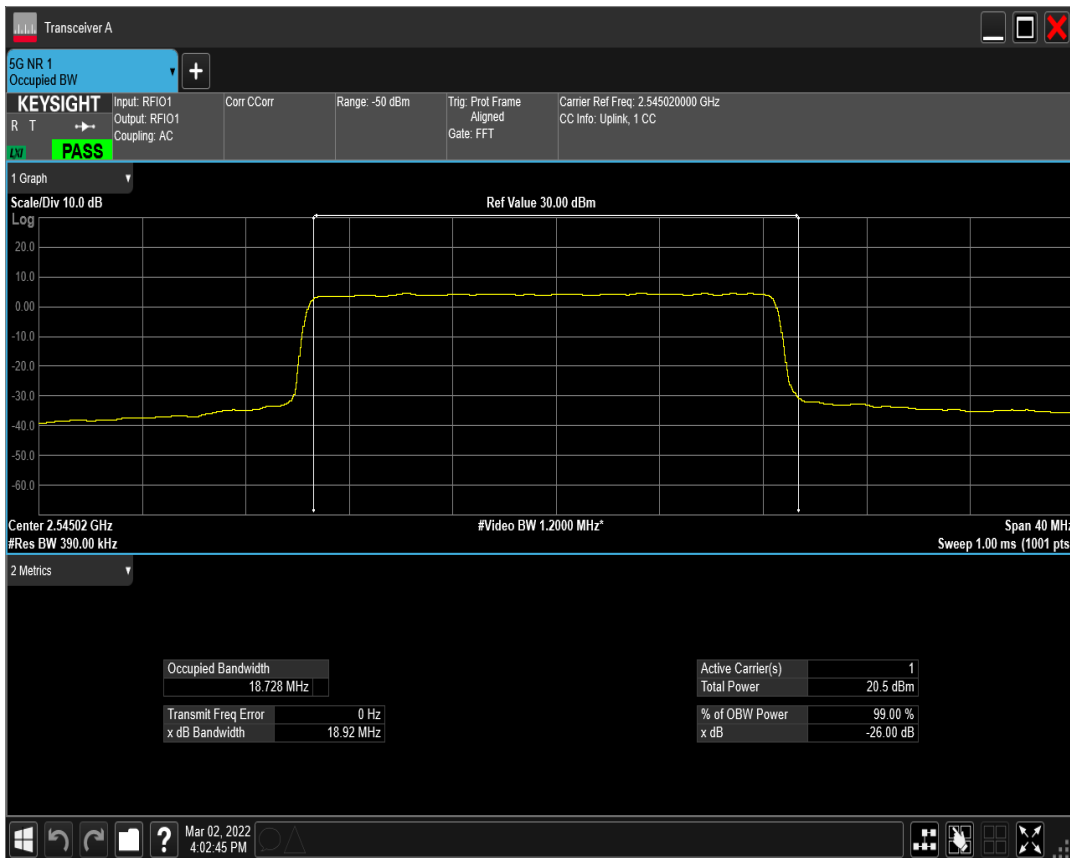 Transceiver A
5G NR 1
Occupied BW
+
KEYSIGHT
R T
LXI
PASS
Input: RFIO1
Output: RFIO1
Coupling: AC
Corr CCorr
Range: -50 dBm
Trig: Prot Frame
Aligned
Gate: FFT
Carrier Ref Freq: 2.545020000 GHz
CC Info: Uplink, 1 CC
1 Graph
Scale/Div 10.0 dB
Ref Value 30.00 dBm
Log
20.0
10.0
0.00
-10.0
-20.0
-30.0
-40.0
-50.0
-60.0
Center 2.54502 GHz
#Video BW 1.2000 MHz*
Span 40 MHz
#Res BW 390.00 kHz
Sweep 1.00 ms (1001 pts
2 Metrics
Occupied Bandwidth
18.728 MHz
Transmit Freq Error 0 Hz
x dB Bandwidth 18.92 MHz
Active Carrier(s) 1
Total Power 20.5 dBm
% of OBW Power 99.00 %
x dB -26.00 dB
?
Mar 02, 2022
4:02:45 PM